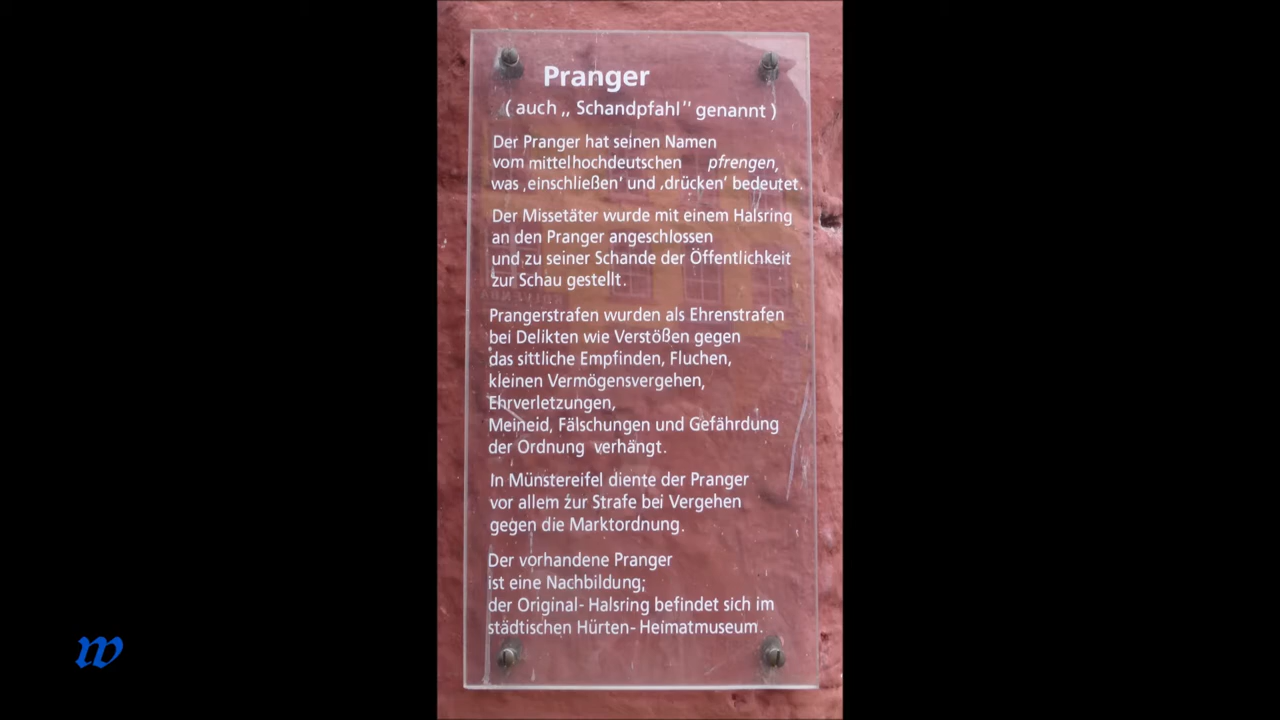 Pranger
( auch „ Schandpfahl" genannt )
Der Pranger hat seinen Namen
vom mittelhochdeutschen pfrengen,
was ‚einschließen' und ‚drücken' bedeutet.
Der Missetäter wurde mit einem Halsring
an den Pranger angeschlossen
und zu seiner Schande der Öffentlichkeit
zur Schau gestellt.
Prangerstrafen wurden als Ehrenstrafen
bei Delikten wie Verstößen gegen
das sittliche Empfinden, Fluchen,
kleinen Vermögensvergehen,
Ehrverletzungen,
Meineid, Fälschungen und Gefährdung
der Ordnung verhängt.
In Münstereifel diente der Pranger
vor allem zur Strafe bei Vergehen
gegen die Marktordnung.
Der vorhandene Pranger
ist eine Nachbildung;
der Original- Halsring befindet sich im
städtischen Hürten- Heimatmuseum.
w